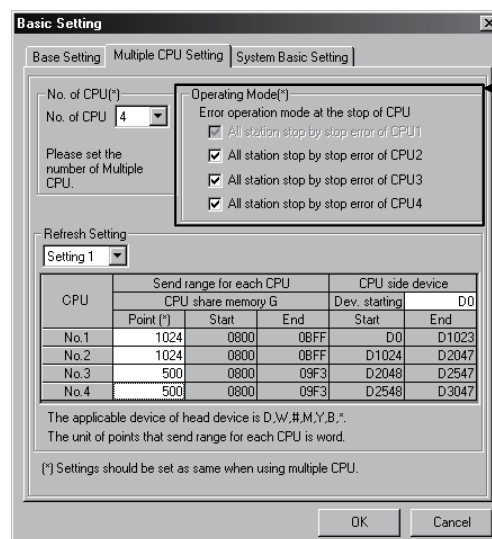 Basic Setting
Base Setting Multiple CPU Setting System Basic Setting
No. of CPU(*)
No. of CPU 4
Please set the
number of Multiple
CPU.
Operating Mode(*)
Error operation mode at the stop of CPU
All station stop by stop error of CPU1
All station stop by stop error of CPU2
All station stop by stop error of CPU3
All station stop by stop error of CPU4
Refresh Setting
Setting 1
CPU Send range for each CPU CPU side device
CPU share memory G Dev. starting D0
Point (*) Start End Start End
No.1 1024 0800 0BFF D0 D1023
No.2 1024 0800 0BFF D1024 D2047
No.3 500 0800 09F3 D2048 D2547
No.4 500 0800 09F3 D2548 D3047
The applicable device of head device is D,W,#,M,Y,B,*.
The unit of points that send range for each CPU is word.
(*) Settings should be set as same when using multiple CPU.
OK Cancel